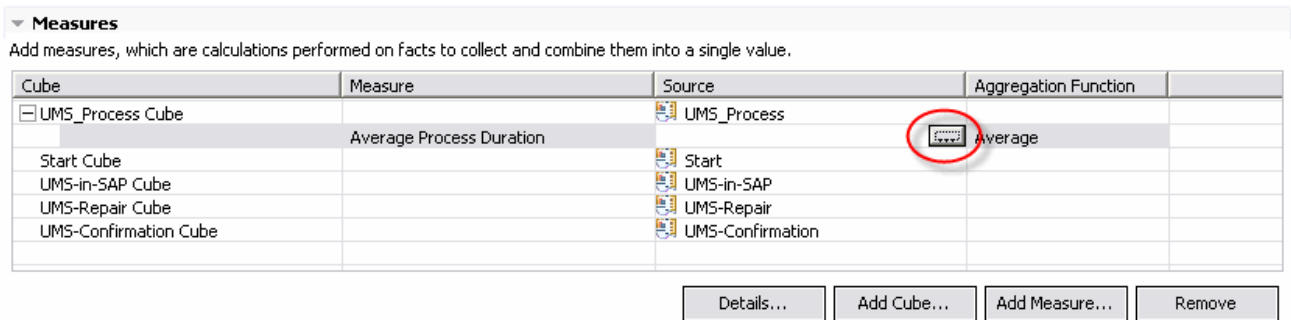 Measures
Add measures, which are calculations performed on facts to collect and combine them into a single value.
Cube Measure Source Aggregation Function
UMS_Process Cube UMS_Process
Average Process Duration ... Average
Start Cube Start
UMS-in-SAP Cube UMS-in-SAP
UMS-Repair Cube UMS-Repair
UMS-Confirmation Cube UMS-Confirmation
Details... Add Cube... Add Measure... Remove